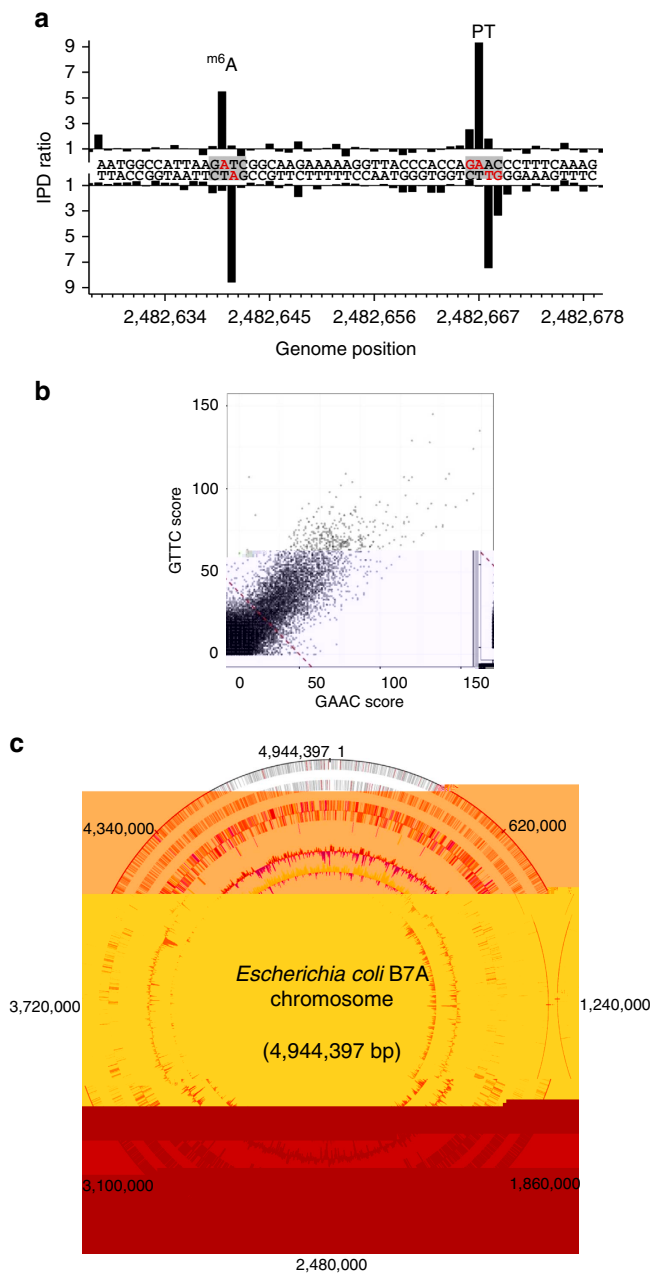 a
9
7
5
3
1
m6A
PT
IPD ratio
AATGGCCATTAAGATCGGCAAGAAAAAGGTTACCCACCAGAACCCTTTCAAAG
TTACCGGTAATTCTAGCCGTTCTTTTTCCAATGGGTGGTCTTGGGAAAGTTTC
1
3
5
7
9
2,482,634 2,482,645 2,482,656 2,482,667 2,482,678
Genome position
b
150
100
50
0
GTTC score
0 50 100 150
GAAC score
c
4,944,397 1
4,340,000 620,000
Escherichia coli B7A
chromosome
3,720,000 1,240,000
(4,944,397 bp)
3,100,000 1,860,000
2,480,000